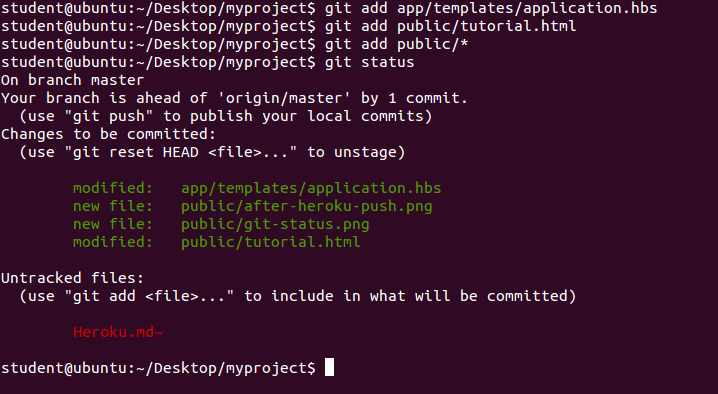 student@ubuntu:~/Desktop/myproject$ git add app/templates/application.hbs
student@ubuntu:~/Desktop/myproject$ git add public/tutorial.html
student@ubuntu:~/Desktop/myproject$ git add public/*
student@ubuntu:~/Desktop/myproject$ git status
On branch master
Your branch is ahead of 'origin/master' by 1 commit.
  (use "git push" to publish your local commits)
Changes to be committed:
  (use "git reset HEAD <file>..." to unstage)

        modified:   app/templates/application.hbs
        new file:   public/after-heroku-push.png
        new file:   public/git-status.png
        modified:   public/tutorial.html

Untracked files:
  (use "git add <file>..." to include in what will be committed)

        Heroku.md~

student@ubuntu:~/Desktop/myproject$